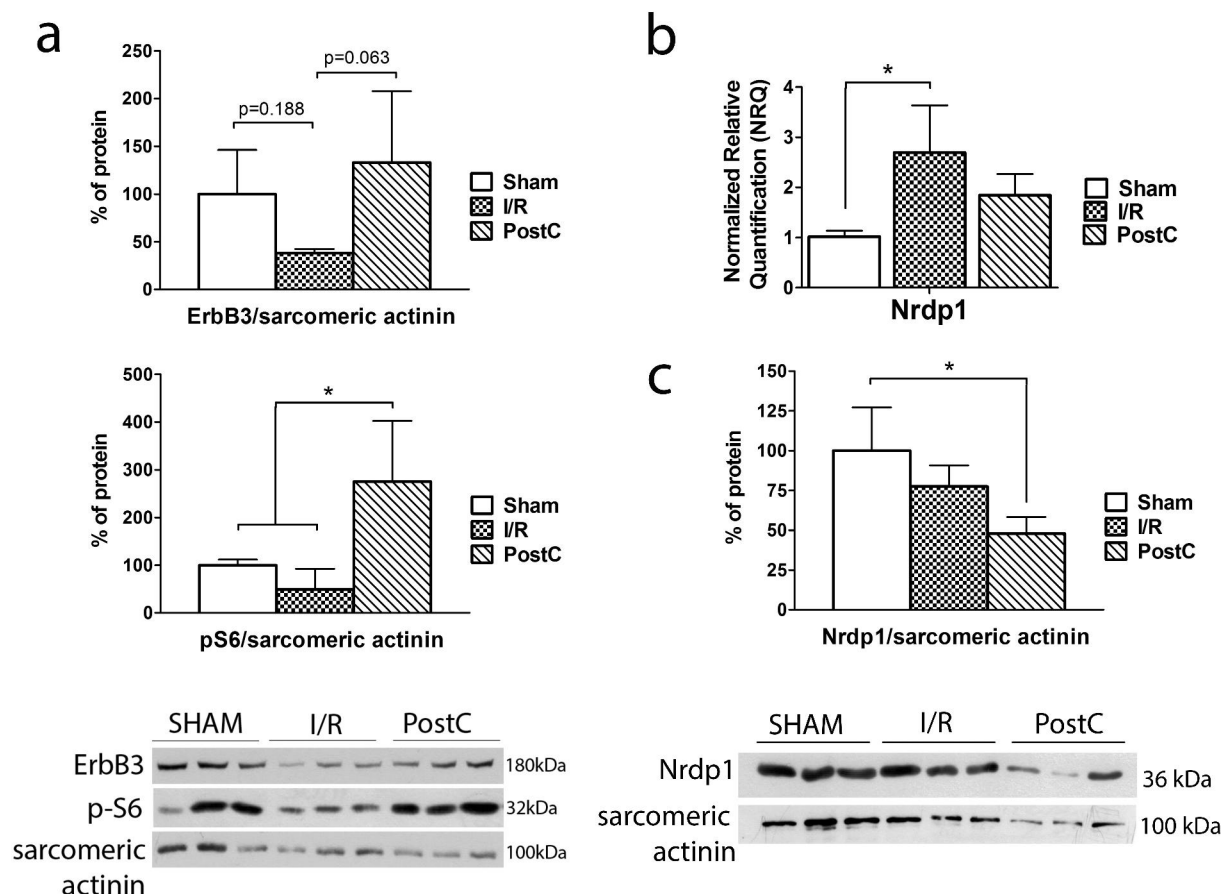 a
250
200
150
100
50
0
% of protein
p=0.188
p=0.063
Sham
I/R
PostC
ErbB3/sarcomeric actinin
500
400
300
200
100
0
% of protein
*
Sham
I/R
PostC
pS6/sarcomeric actinin
SHAM I/R PostC
ErbB3 180kDa
p-S6 32kDa
sarcomeric 100kDa
actinin
b
4
3
2
1
0
Normalized Relative
Quantification (NRQ)
*
Sham
I/R
PostC
Nrdp1
c
150
125
100
75
50
25
0
% of protein
*
Sham
I/R
PostC
Nrdp1/sarcomeric actinin
SHAM I/R PostC
Nrdp1 36 kDa
sarcomeric 100 kDa
actinin